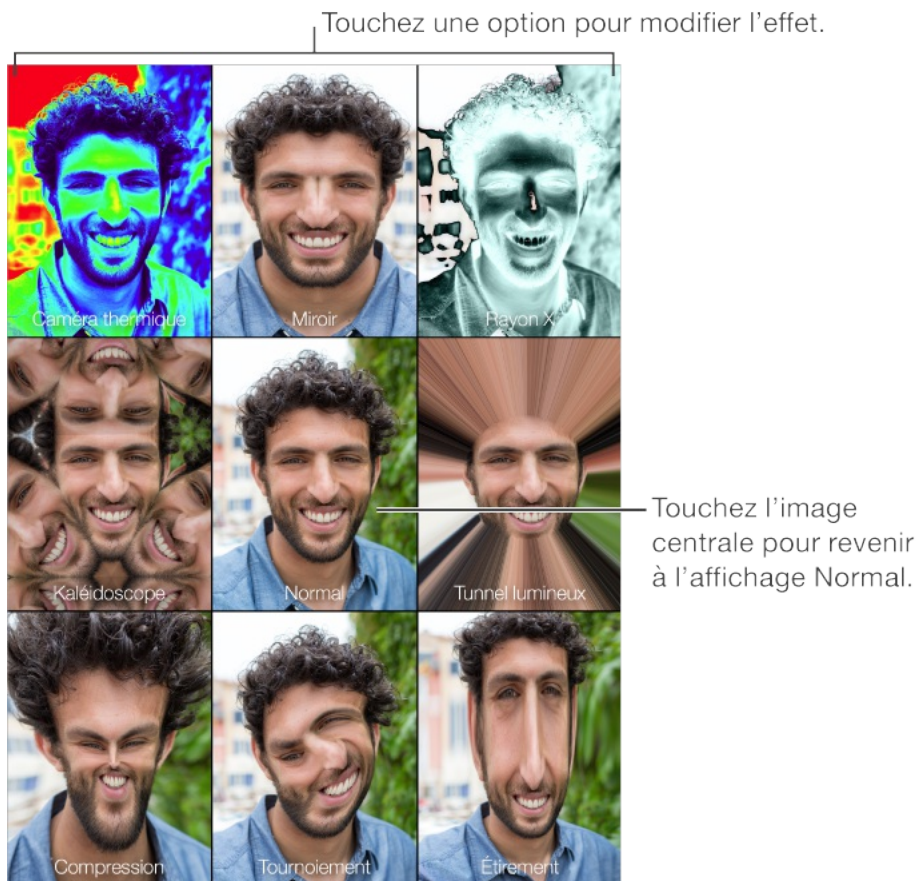 Touchez une option pour modifier l’effet.
Caméra thermique
Miroir
Rayon X
Kaléidoscope
Normal
Tunnel lumineux
Touchez l’image
centrale pour revenir
à l’affichage Normal.
Compression
Tournoiement
Étirement